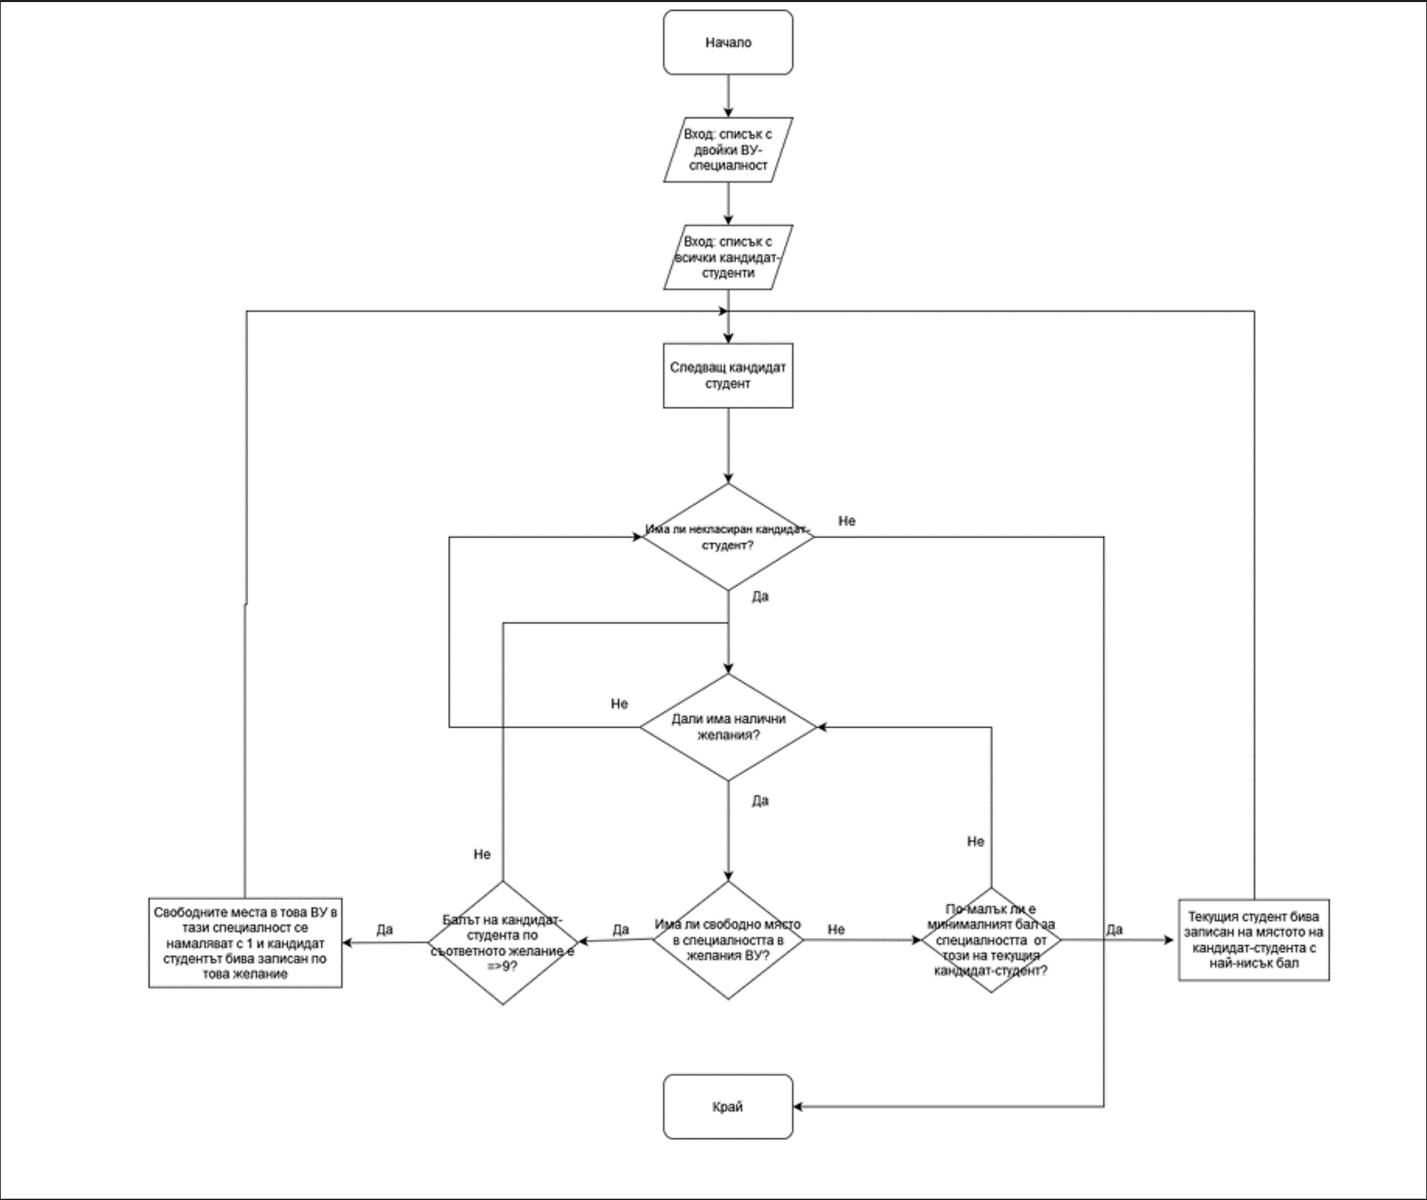 Начало
Вход: списък с
двойки ВУ-
специалност
Вход: списък с
всички кандидат-
студенти
Следващ кандидат
студент
Има ли некласиран кандидат-
студент?
Не
Да
Дали има налични
желания?
Не
Да
Не
Не
Свободните места в това ВУ в
тази специалност се
намаляват с 1 и кандидат
студентът бива записан по
това желание
Да
Балът на кандидат-
студента по
съответното желание е
=>9?
Да
Има ли свободно място
в специалността в
желания ВУ?
Не
По-малък ли е
минималният бал за
специалността от
този на текущия
кандидат-студент?
Да
Текущия студент бива
записан на мястото на
кандидат-студента с
най-нисък бал
Край